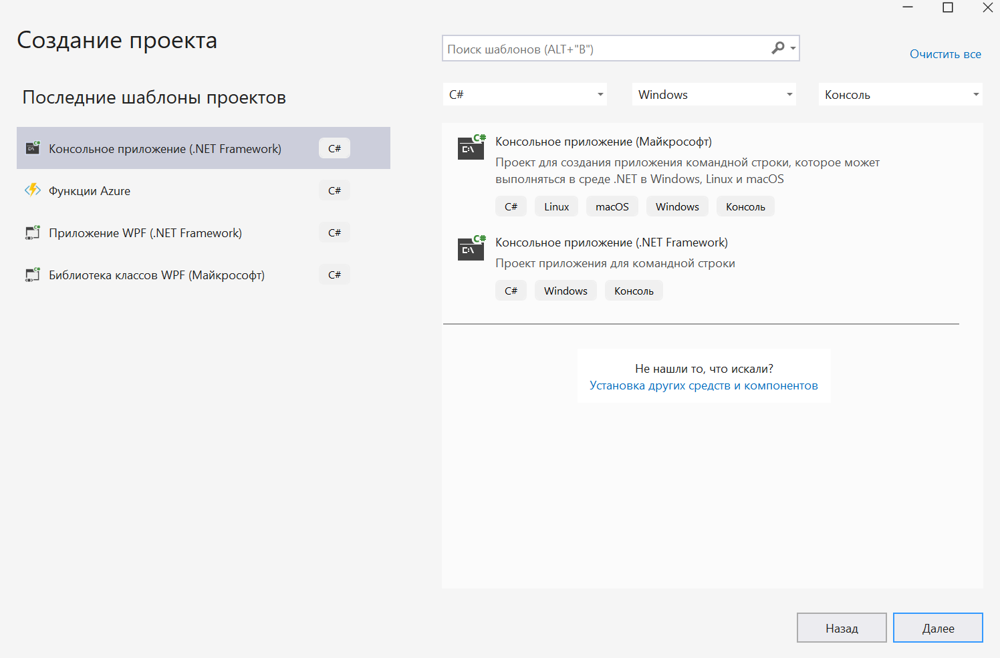 Создание проекта
Поиск шаблонов (ALT+"В")
Очистить все
Последние шаблоны проектов
C#
Windows
Консоль
Консольное приложение (.NET Framework)
C#
Функции Azure
C#
Приложение WPF (.NET Framework)
C#
Библиотека классов WPF (Майкрософт)
C#
C#
C:\
Консольное приложение (Майкрософт)
Проект для создания приложения командной строки, которое может
выполняться в среде .NET в Windows, Linux и macOS
C# Linux macOS Windows Консоль
C#
C:\
Консольное приложение (.NET Framework)
Проект приложения для командной строки
C# Windows Консоль
Не нашли то, что искали?
Установка других средств и компонентов
Назад
Далее